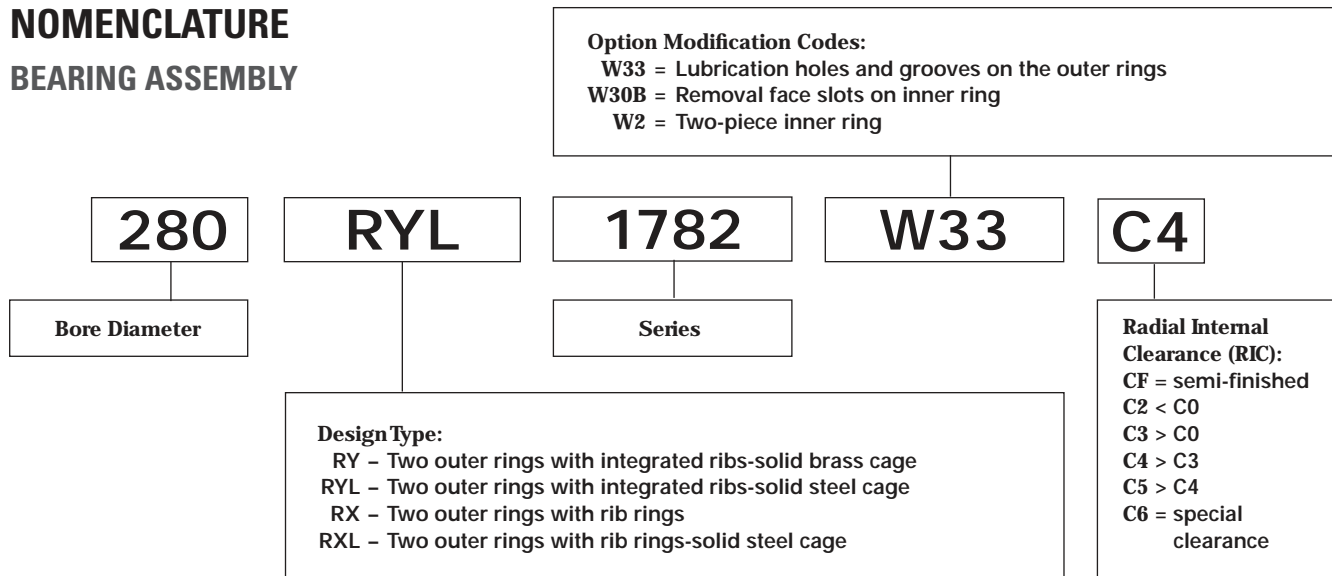 NOMENCLATURE
BEARING ASSEMBLY
Option Modification Codes:
W33 = Lubrication holes and grooves on the outer rings
W30B = Removal face slots on inner ring
W2 = Two-piece inner ring
280 RYL 1782 W33 C4
Bore Diameter
Series
Design Type:
RY – Two outer rings with integrated ribs-solid brass cage
RYL – Two outer rings with integrated ribs-solid steel cage
RX – Two outer rings with rib rings
RXL – Two outer rings with rib rings-solid steel cage
Radial Internal
Clearance (RIC):
CF = semi-finished
C2 < C0
C3 > C0
C4 > C3
C5 > C4
C6 = special
clearance